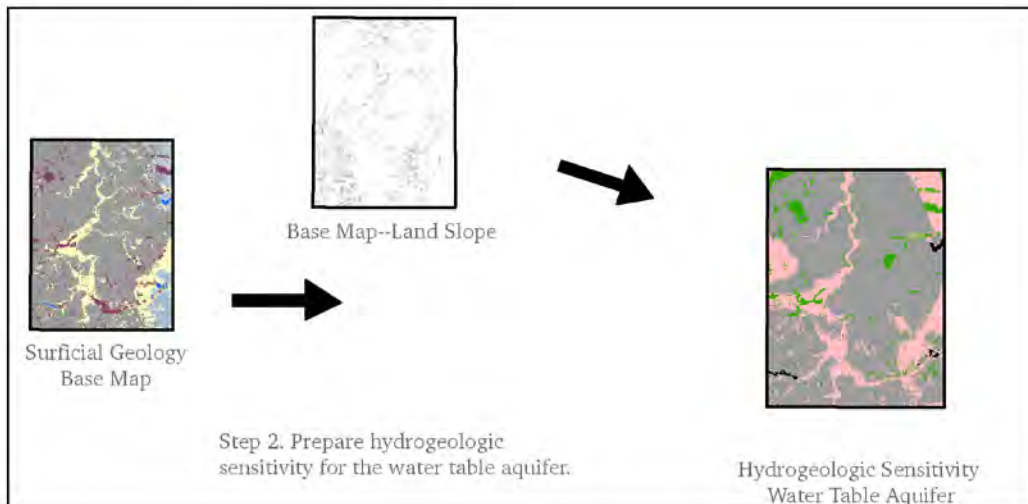 Base Map--Land Slope
Surficial Geology
Base Map
Step 2. Prepare hydrogeologic
sensitivity for the water table aquifer.
Hydrogeologic Sensitivity
Water Table Aquifer